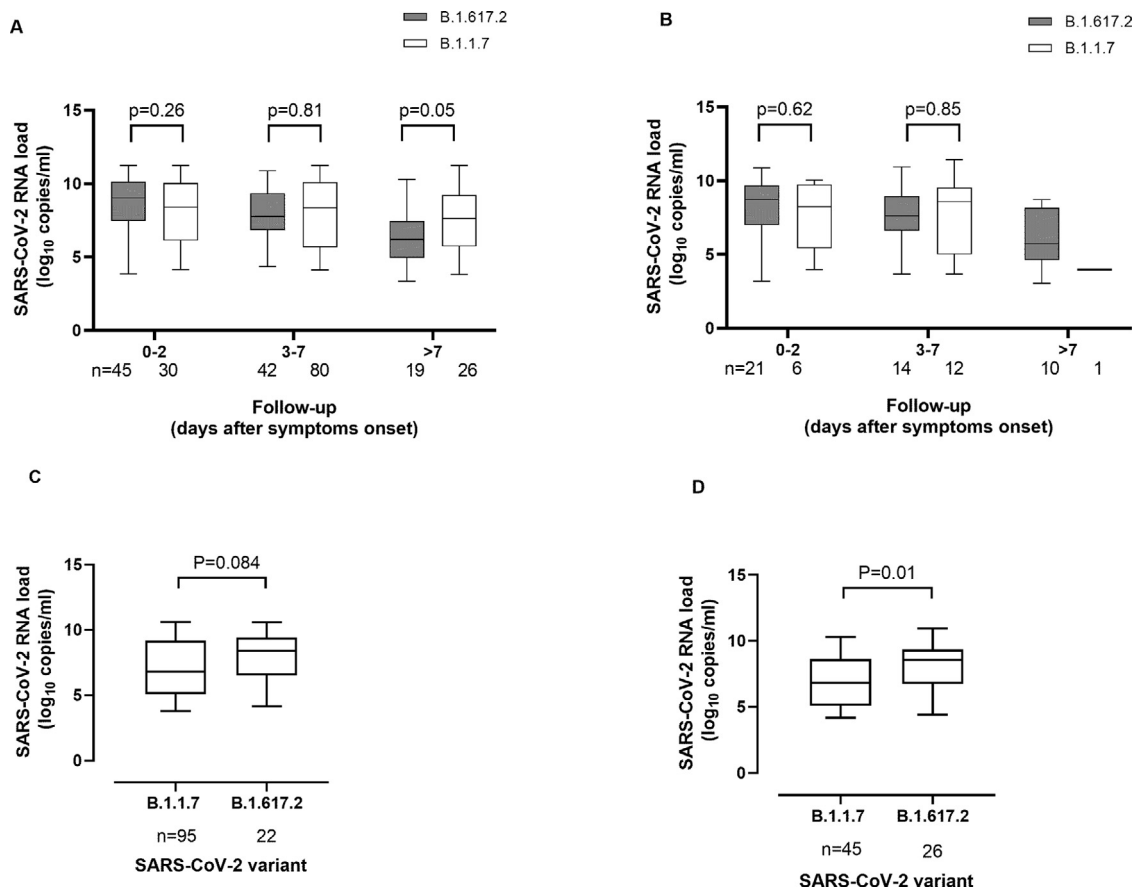 A
B.1.617.2
B.1.1.7
p=0.26 p=0.81 p=0.05
SARS-CoV-2 RNA load
(log10 copies/ml)
15
10
5
0
0-2 3-7 >7
n=45 30 42 80 19 26
Follow-up
(days after symptoms onset)
B
B.1.617.2
B.1.1.7
p=0.62 p=0.85
SARS-CoV-2 RNA load
(log10 copies/ml)
15
10
5
0
0-2 3-7 >7
n=21 6 14 12 10 1
Follow-up
(days after symptoms onset)
C
P=0.084
SARS-CoV-2 RNA load
(log10 copies/ml)
15
10
5
0
B.1.1.7 B.1.617.2
n=95 22
SARS-CoV-2 variant
D
P=0.01
SARS-CoV-2 RNA load
(log10 copies/ml)
15
10
5
0
B.1.1.7 B.1.617.2
n=45 26
SARS-CoV-2 variant